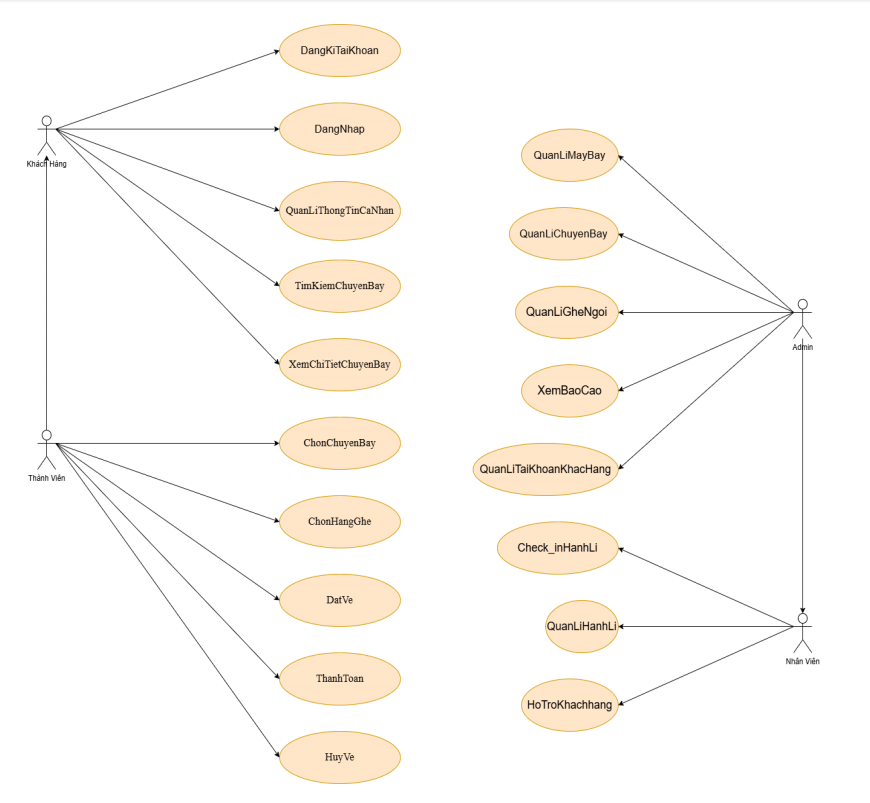 DangKiTaiKhoan
DangNhap
Khách Hàng
QuanLiThongTinCaNhan
TimKiemChuyenBay
XemChiTietChuyenBay
ChonChuyenBay
Thành Viên
ChonHangGhe
DatVe
ThanhToan
HuyVe
QuanLiMayBay
QuanLiChuyenBay
QuanLiGheNgoi
Admin
XemBaoCao
QuanLiTaiKhoanKhacHang
Check_inHanhLi
QuanLiHanhLi
Nhân Viên
HoTroKhachhang